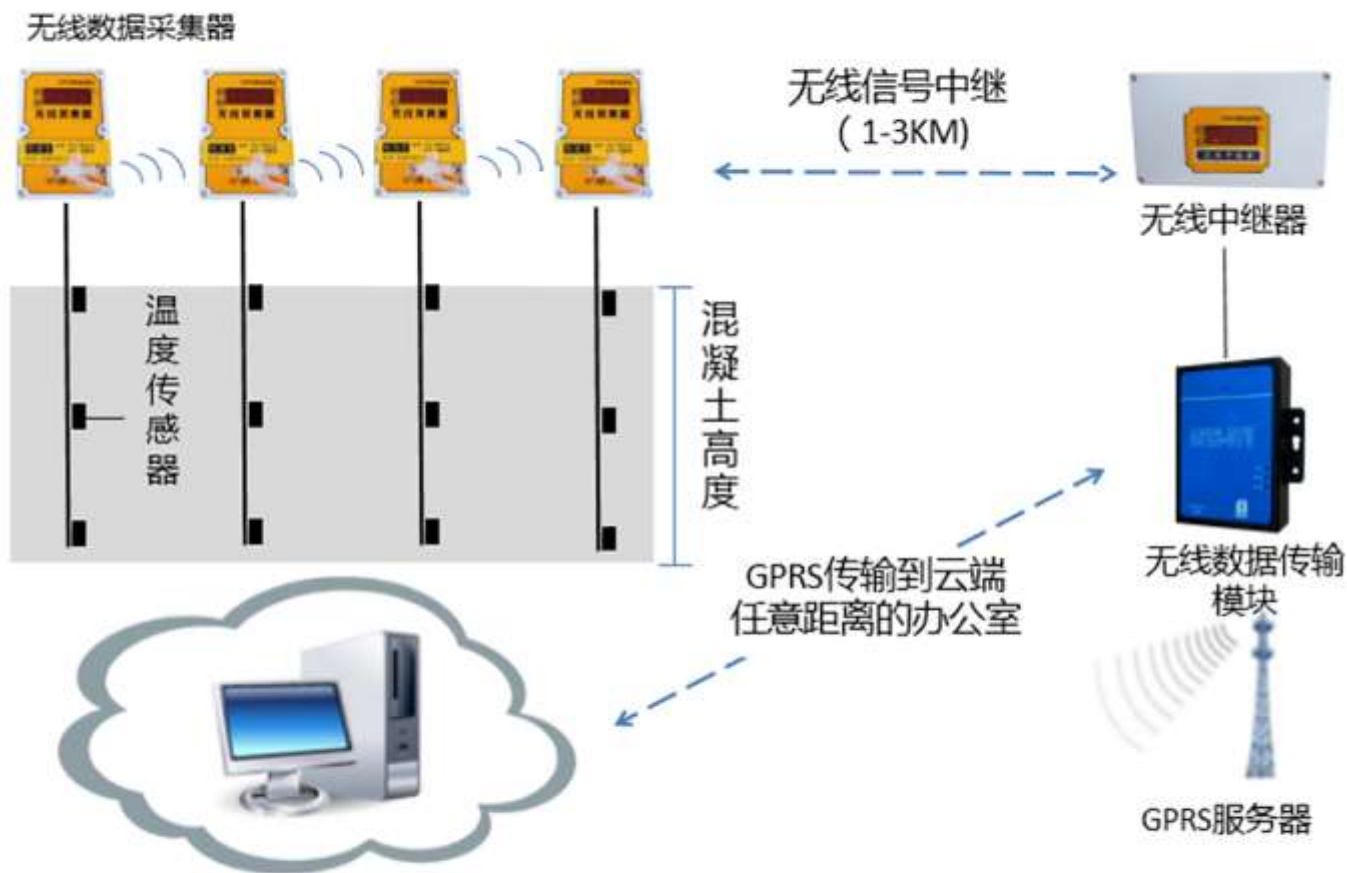 无线数据采集器
无线信号中继
（1-3KM)
无线中继器
温度传感器
混凝土高度
无线数据传输
模块
GPRS传输到云端
任意距离的办公室
GPRS服务器